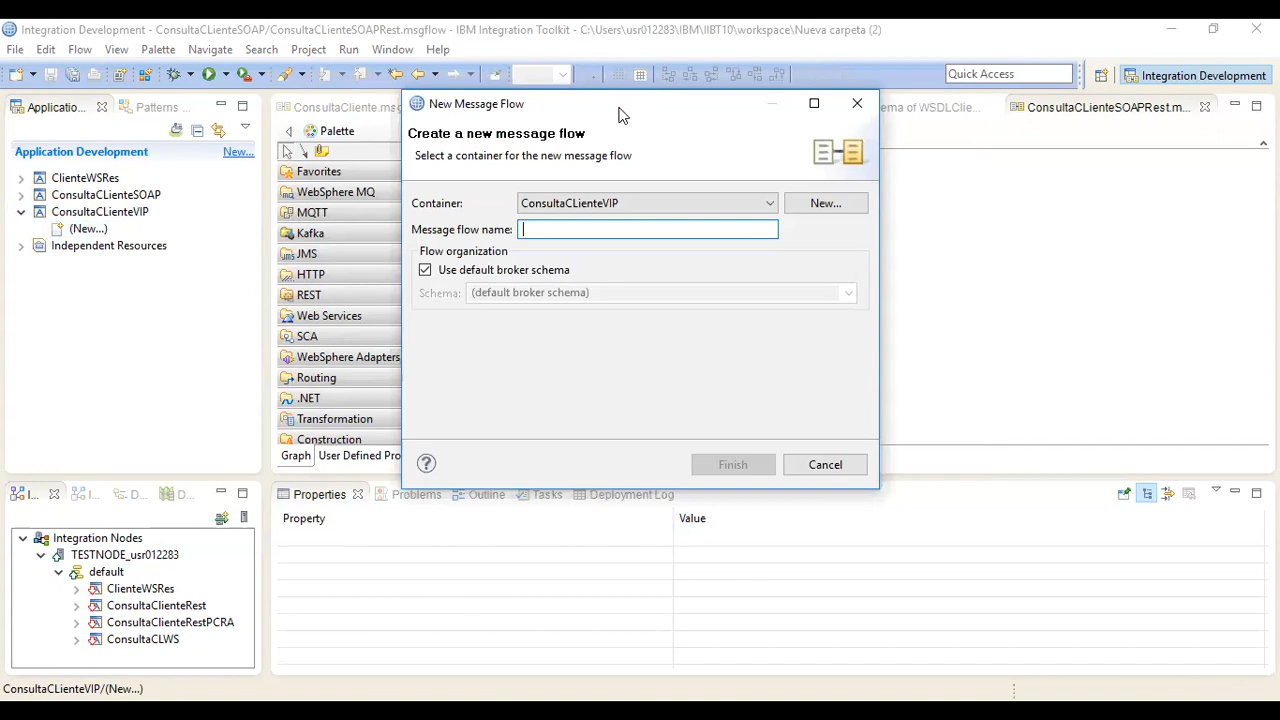 Integration Development - ConsultaCLienteSOAP/ConsultaCLienteSOAPRest.msgflow - IBM Integration Toolkit - C:\Users\usr012283\IBM\IIBT10\workspace\Nueva carpeta (2)
File Edit Flow View Palette Navigate Search Project Run Window Help
Quick Access
Integration Development
Applicatio...
Patterns ...
ConsultaCliente.ms
ma of WSDLClie...
ConsultaCLienteSOAPRest.m...
Application Development New...
ClienteWSRes
ConsultaCLienteSOAP
ConsultaCLienteVIP
(New...)
Independent Resources
Palette
Favorites
WebSphere MQ
MQTT
Kafka
JMS
HTTP
REST
Web Services
SCA
WebSphere Adapters
Routing
.NET
Transformation
Construction
Graph User Defined Pro
New Message Flow
Create a new message flow
Select a container for the new message flow
Container: ConsultaCLienteVIP New...
Message flow name:
Flow organization
Use default broker schema
Schema: (default broker schema)
? Finish Cancel
I... I... D... D...
Integration Nodes
TESTNODE_usr012283
default
ClienteWSRes
ConsultaClienteRest
ConsultaClienteRestPCRA
ConsultaCLWS
Properties Problems Outline Tasks Deployment Log
Property Value
ConsultaCLienteVIP/(New...)